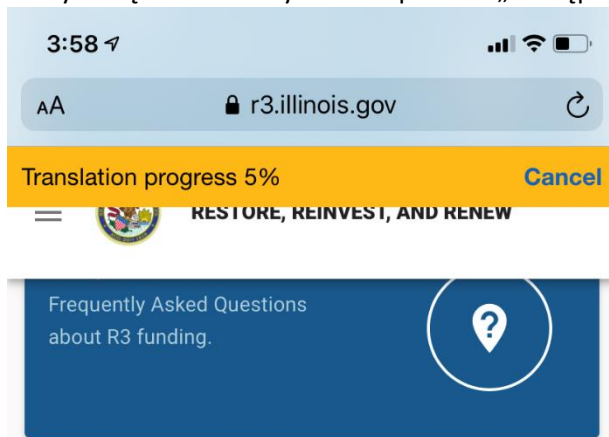 3:58
AA r3.illinois.gov
Translation progress 5% Cancel
RESTORE, REINVEST, AND RENEW
Frequently Asked Questions
about R3 funding.
?